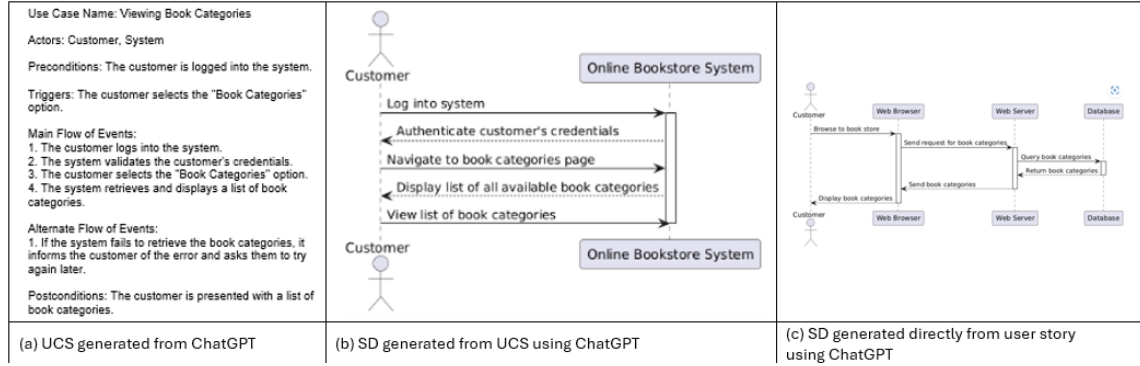 Use Case Name: Viewing Book Categories
Actors: Customer, System
Preconditions: The customer is logged into the system.
Triggers: The customer selects the "Book Categories"
option.
Main Flow of Events:
1. The customer logs into the system.
2. The system validates the customer's credentials.
3. The customer selects the "Book Categories" option.
4. The system retrieves and displays a list of book
categories.
Alternate Flow of Events:
1. If the system fails to retrieve the book categories, it
informs the customer of the error and asks them to try
again later.
Postconditions: The customer is presented with a list of
book categories.
(a) UCS generated from ChatGPT
Customer
Online Bookstore System
Log into system
Authenticate customer's credentials
Navigate to book categories page
Display list of all available book categories
View list of book categories
Customer
Online Bookstore System
(b) SD generated from UCS using ChatGPT
Customer
Web Browser
Web Server
Database
Browse to book store
Send request for book categories
Query book categories
Return book categories
Send book categories
Display book categories
Customer
Web Browser
Web Server
Database
(c) SD generated directly from user story
using ChatGPT